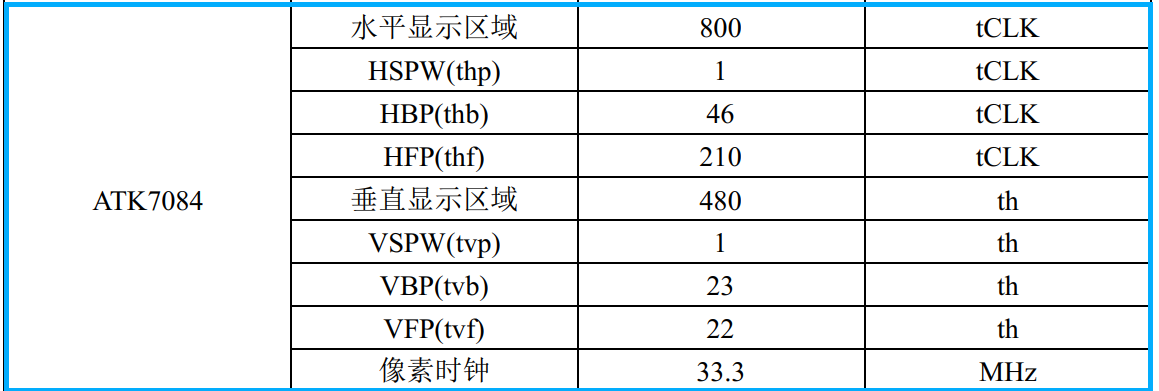 水平显示区域 800 tCLK
HSPW(thp) 1 tCLK
HBP(thb) 46 tCLK
HFP(thf) 210 tCLK
ATK7084 垂直显示区域 480 th
VSPW(tvp) 1 th
VBP(tvb) 23 th
VFP(tvf) 22 th
像素时钟 33.3 MHz